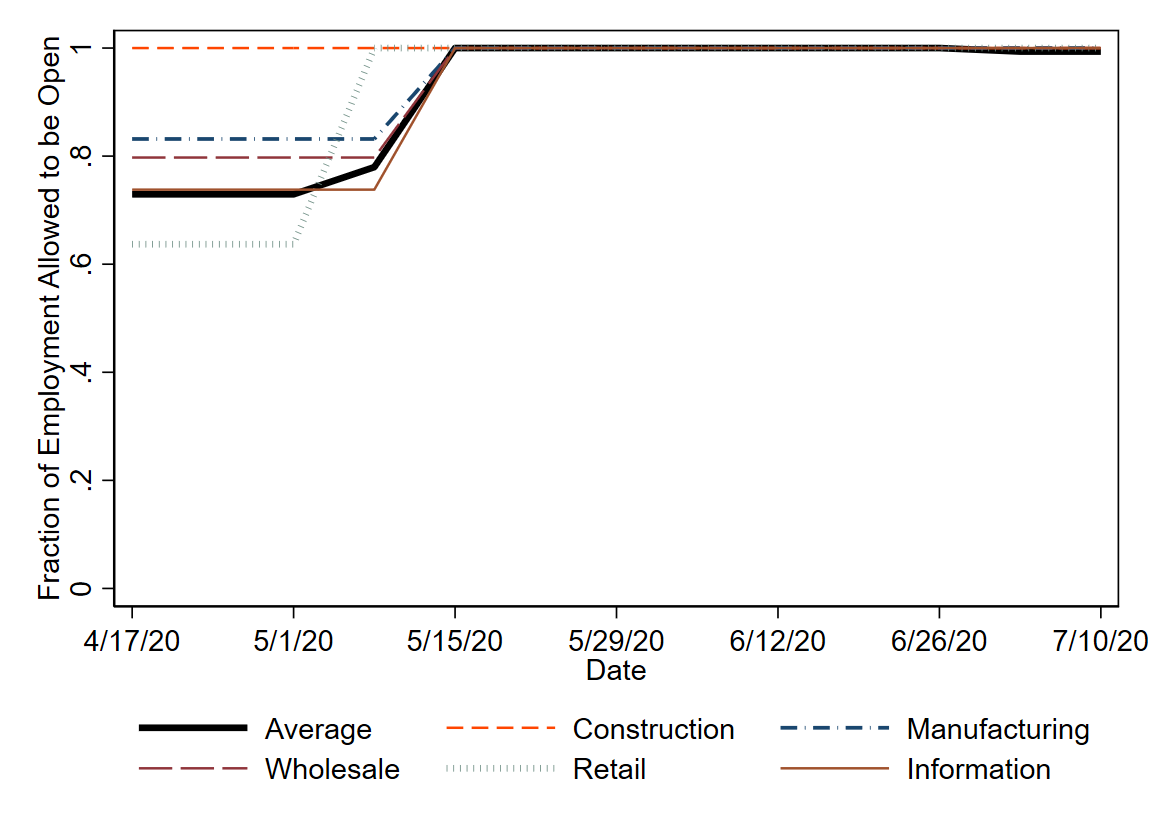 Fraction of Employment Allowed to be Open
1
.8
.6
.4
.2
0
4/17/20 5/1/20 5/15/20 5/29/20 6/12/20 6/26/20 7/10/20
Date
Average Construction Manufacturing
Wholesale Retail Information